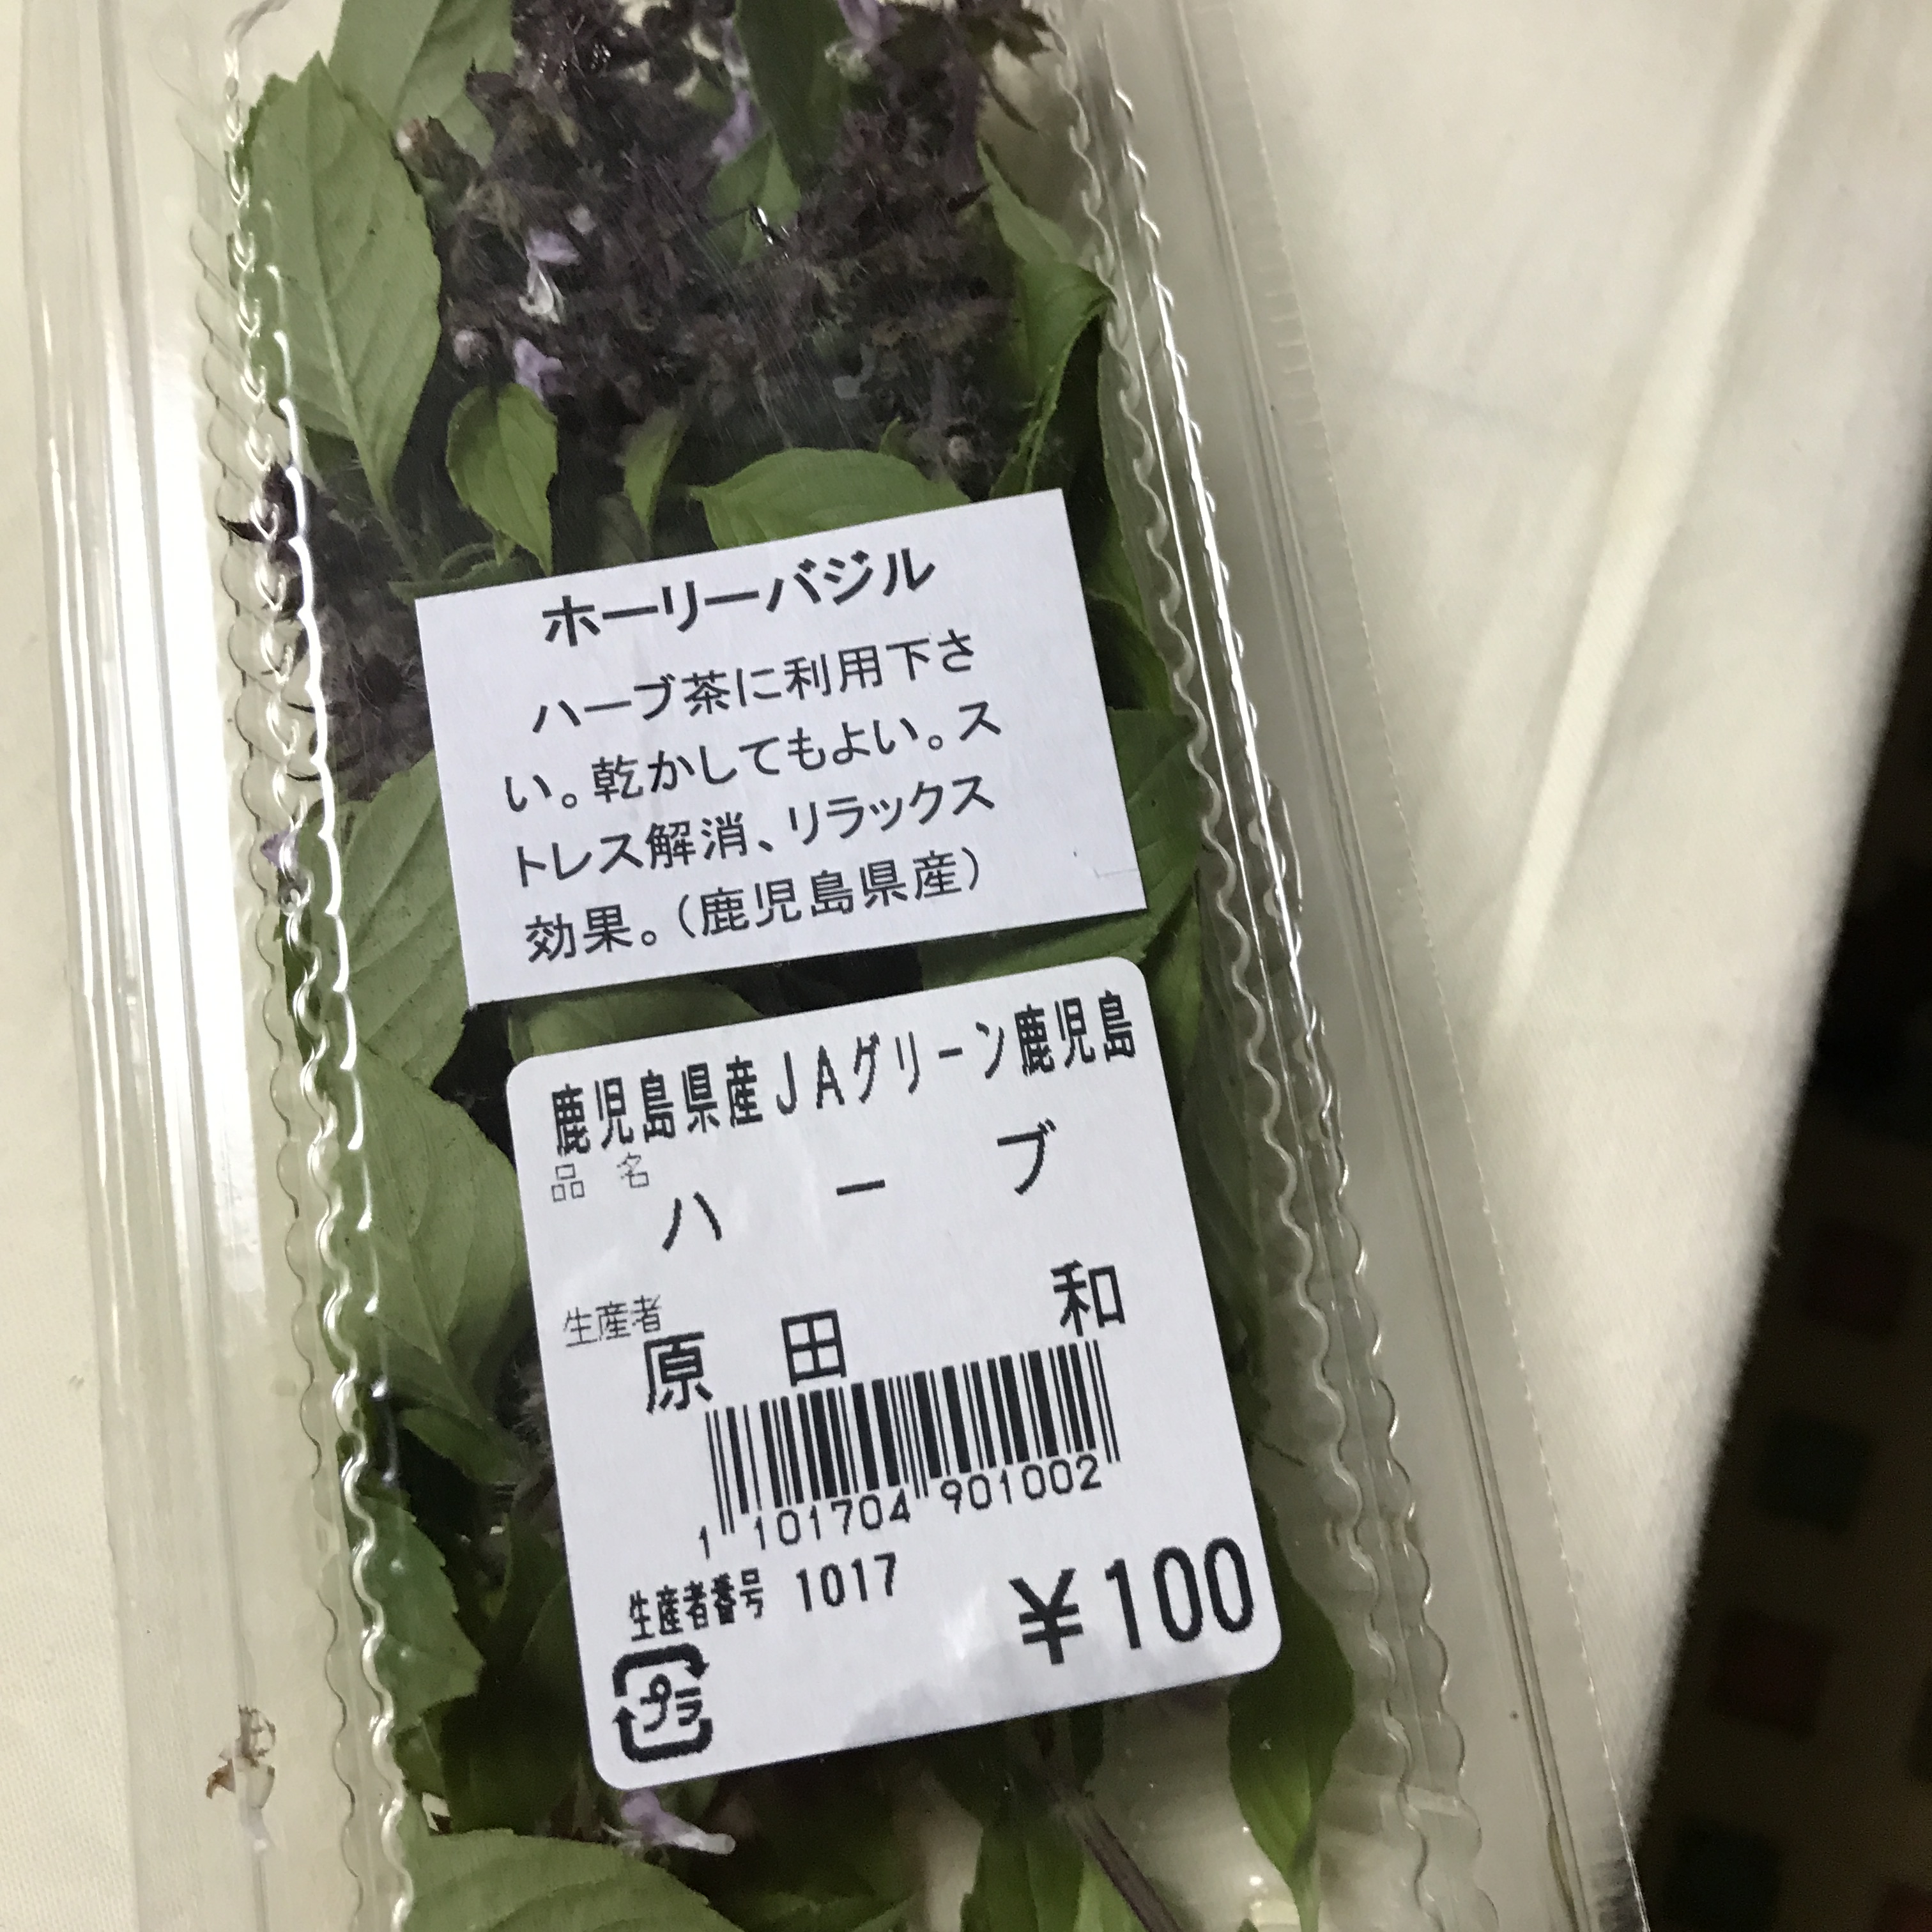 ホーリーバジル
ハーブ茶に利用下さ
い。乾かしてもよい。ス
トレス解消、リラックス
効果。（鹿児島県産）
鹿児島県産JAグリーン鹿児島
品 名
ハーブ
生産者
原田 和
1 101704 901002
生産者番号 1017
￥100
プラ